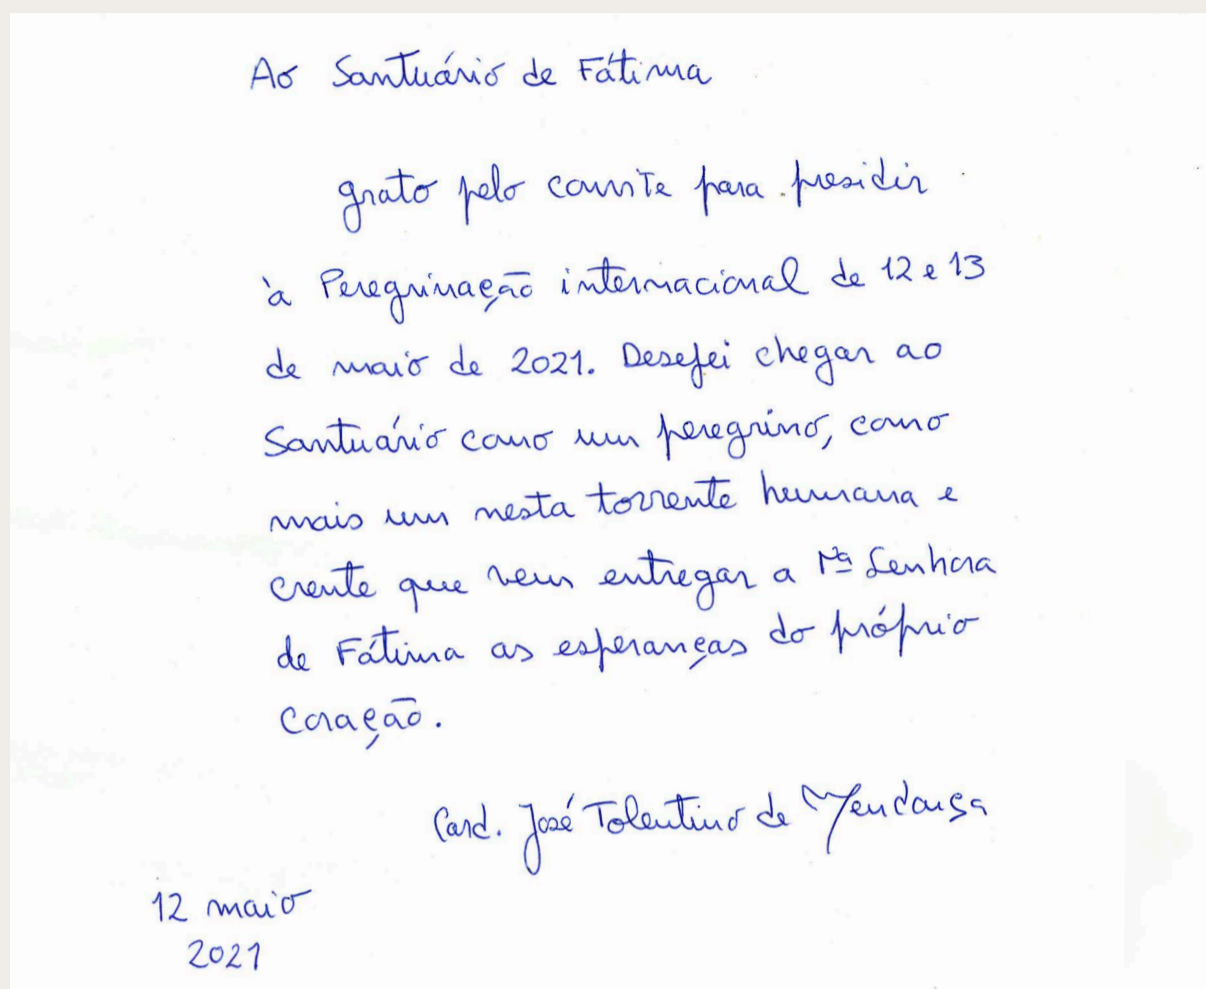 Ao Santuário de Fátima
grato pelo convite para presidir
à Peregrinação internacional de 12 e 13
de maio de 2021. Desejei chegar ao
Santuário como um peregrino, como
mais um nesta torrente humana e
crente que vem entregar a Nª Senhora
de Fátima as esperanças do próprio
coração.
Card. José Tolentino de Mendonça
12 maio
2021